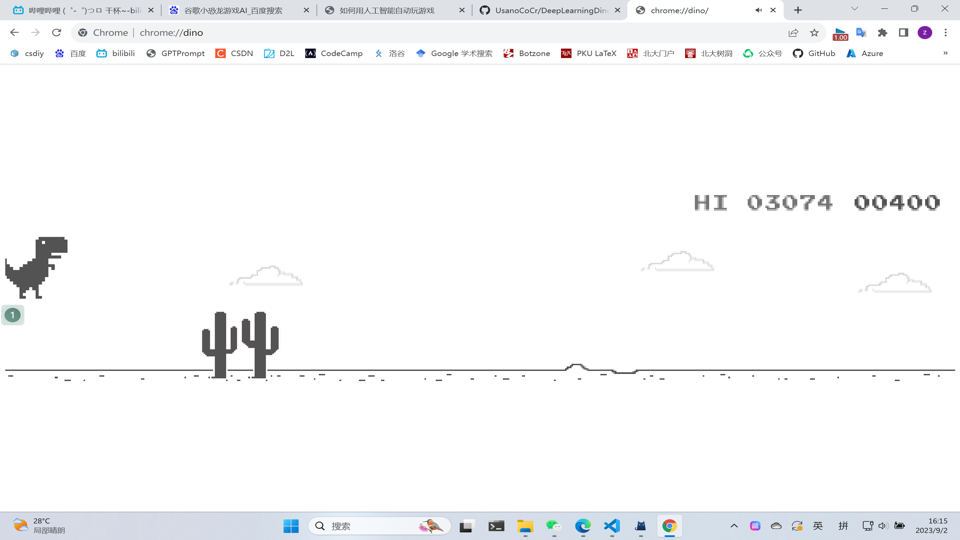 哔哩哔哩 (゜-゜)つロ 干杯~-bili
谷歌小恐龙游戏AI_百度搜索
如何用人工智能自动玩游戏
UsanoCoCr/DeepLearningDin
chrome://dino/
Chrome | chrome://dino
1.00
z
csdiy
百度
bilibili
GPTPrompt
CSDN
D2L
CodeCamp
洛谷
Google 学术搜索
Botzone
PKU LaTeX
北大门户
北大树洞
公众号
GitHub
Azure
»
HI 03074 00400
1
28°C
局部晴朗
搜索
英
拼
16:15
2023/9/2